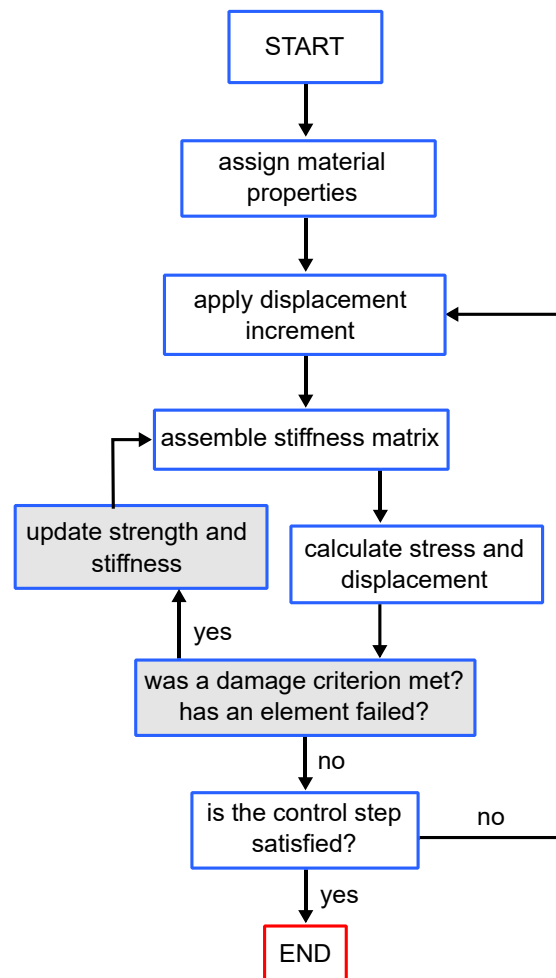 START
assign material
properties
apply displacement
increment
assemble stiffness matrix
update strength and
stiffness
calculate stress and
displacement
yes
was a damage criterion met?
has an element failed?
no
is the control step
satisfied?
no
yes
END